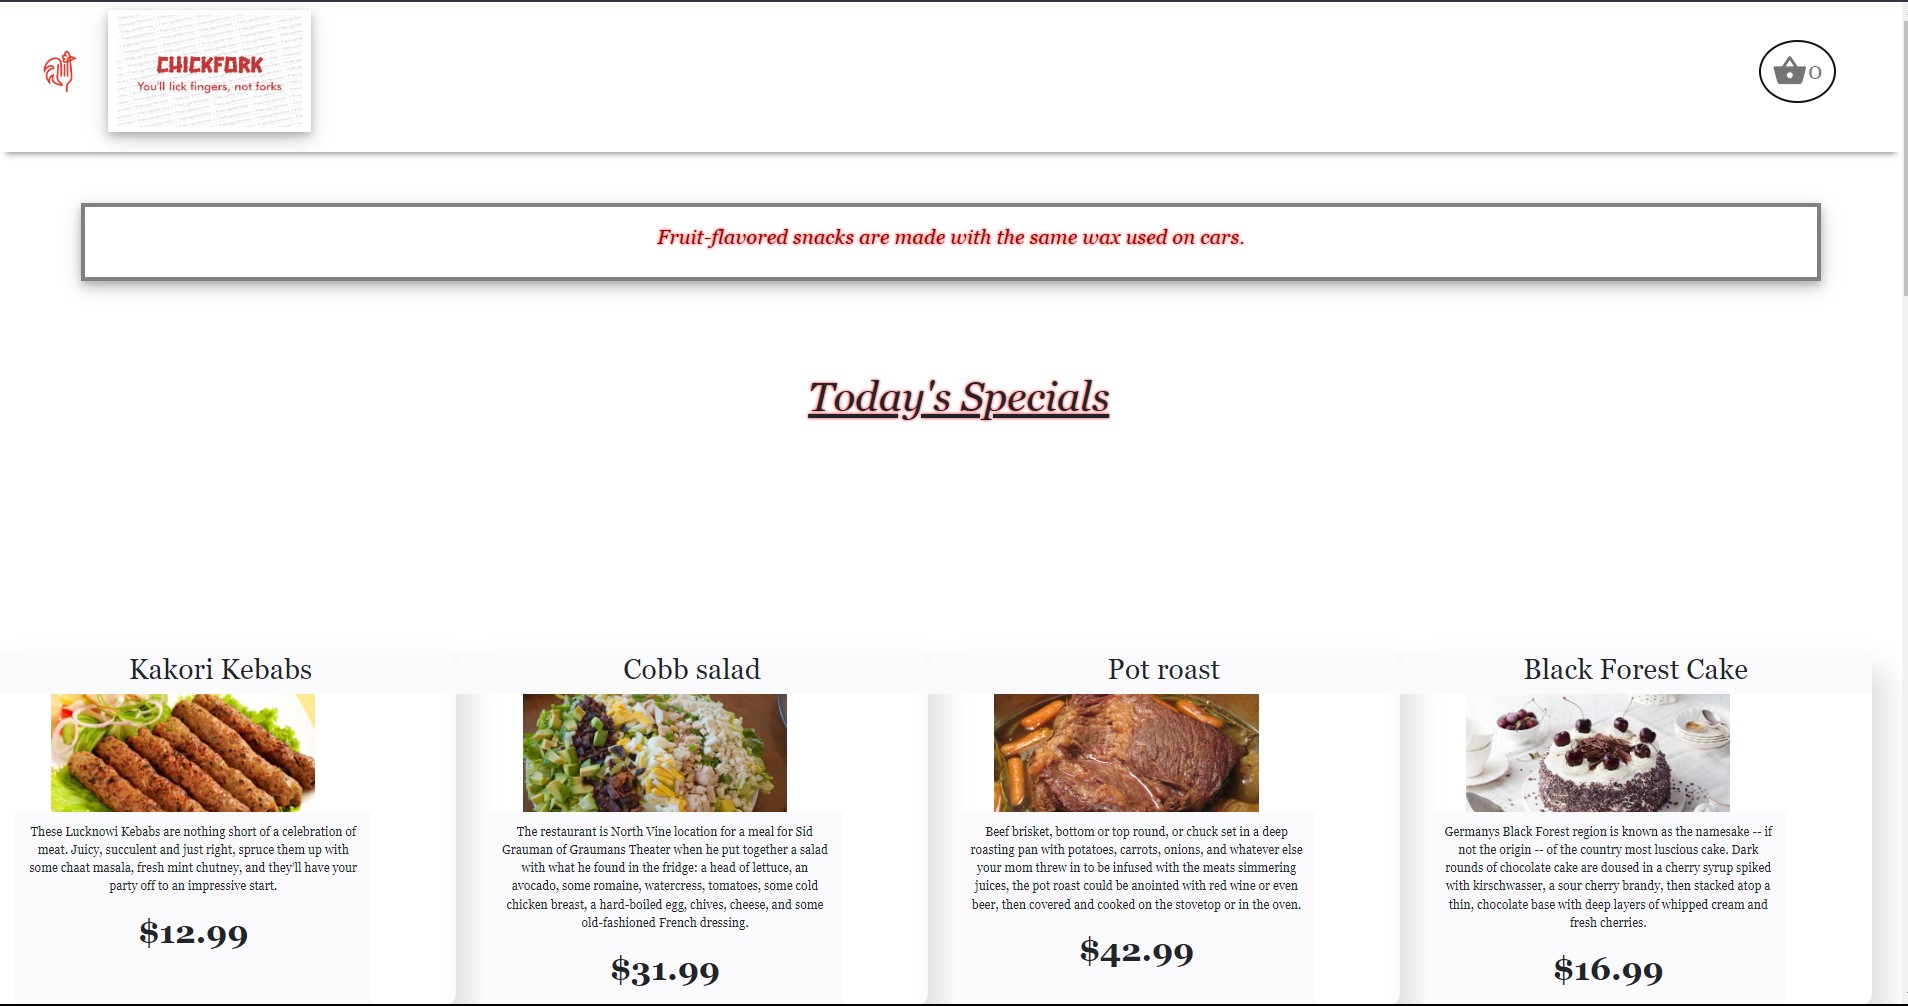 CHICKFORK
You'll lick fingers, not forks
0
Fruit-flavored snacks are made with the same wax used on cars.
Today's Specials
Kakori Kebabs
These Lucknowi Kebabs are nothing short of a celebration of
meat. Juicy, succulent and just right, spruce them up with
some chaat masala, fresh mint chutney, and they'll have your
party off to an impressive start.
$12.99
Cobb salad
The restaurant is North Vine location for a meal for Sid
Grauman of Graumans Theater when he put together a salad
with what he found in the fridge: a head of lettuce, an
avocado, some romaine, watercress, tomatoes, some cold
chicken breast, a hard-boiled egg, chives, cheese, and some
old-fashioned French dressing.
$31.99
Pot roast
Beef brisket, bottom or top round, or chuck set in a deep
roasting pan with potatoes, carrots, onions, and whatever else
your mom threw in to be infused with the meats simmering
juices, the pot roast could be anointed with red wine or even
beer, then covered and cooked on the stovetop or in the oven.
$42.99
Black Forest Cake
Germanys Black Forest region is known as the namesake -- if
not the origin -- of the country most luscious cake. Dark
rounds of chocolate cake are doused in a cherry syrup spiked
with kirschwasser, a sour cherry brandy, then stacked atop a
thin, chocolate base with deep layers of whipped cream and
fresh cherries.
$16.99